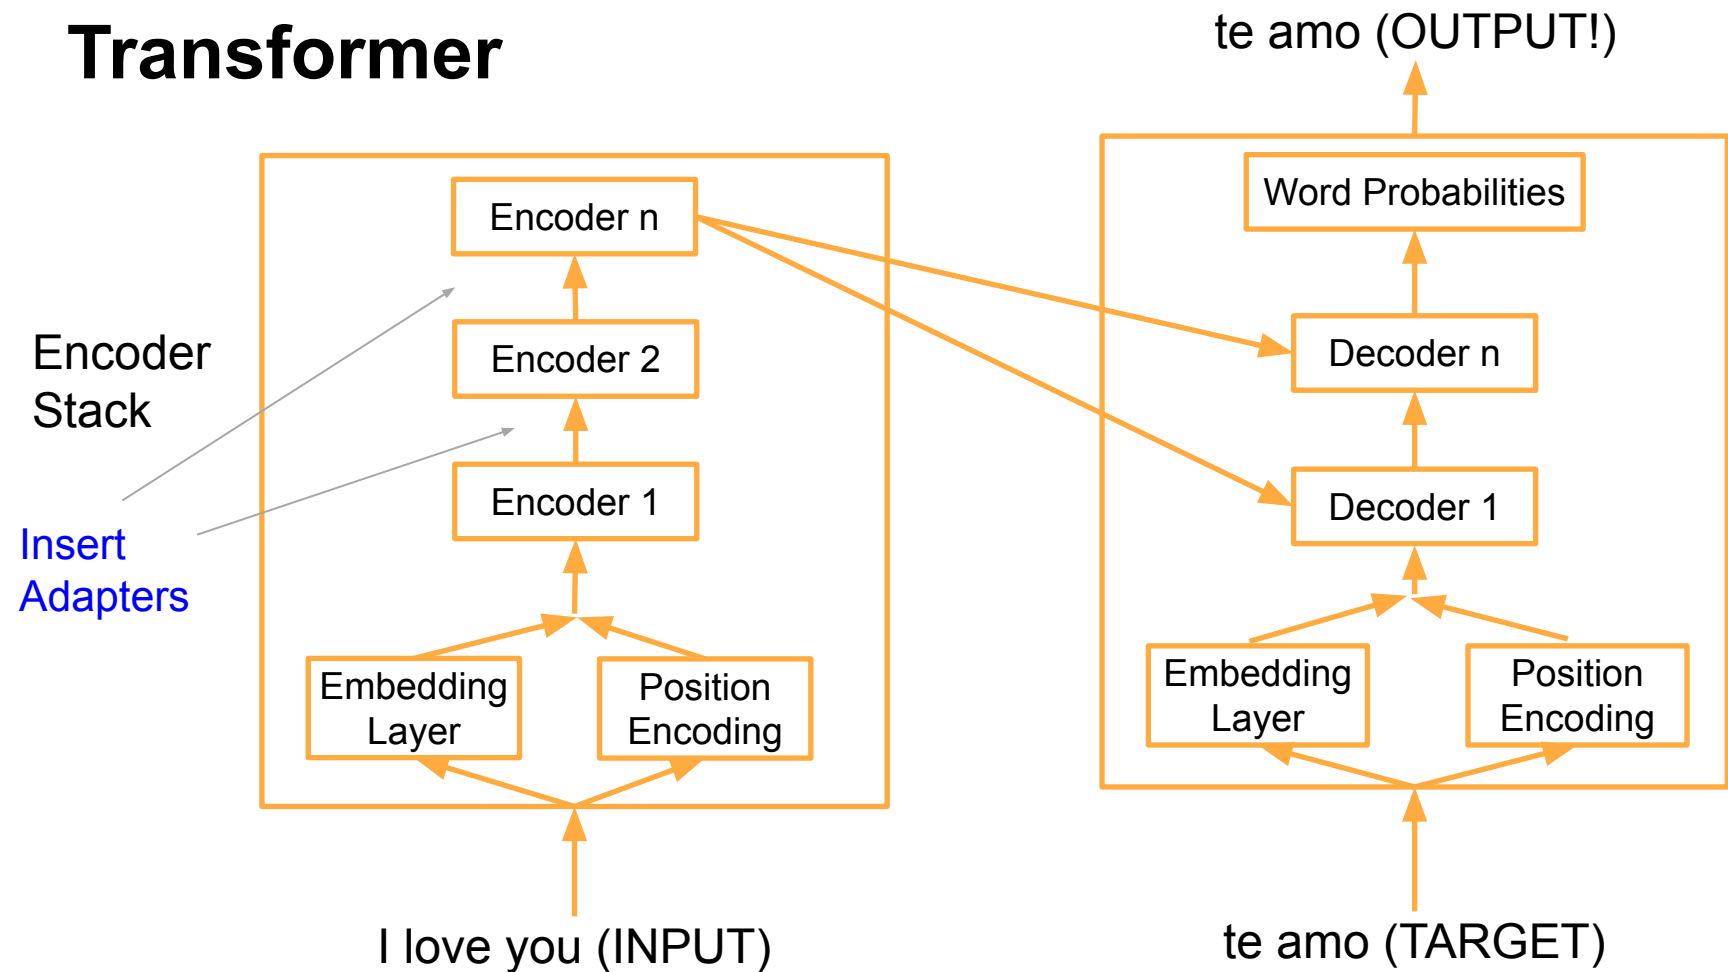 Transformer
te amo (OUTPUT!)
Encoder n
Encoder 2
Encoder 1
Encoder
Stack
Insert
Adapters
Embedding
Layer
Position
Encoding
I love you (INPUT)
Word Probabilities
Decoder n
Decoder 1
Embedding
Layer
Position
Encoding
te amo (TARGET)